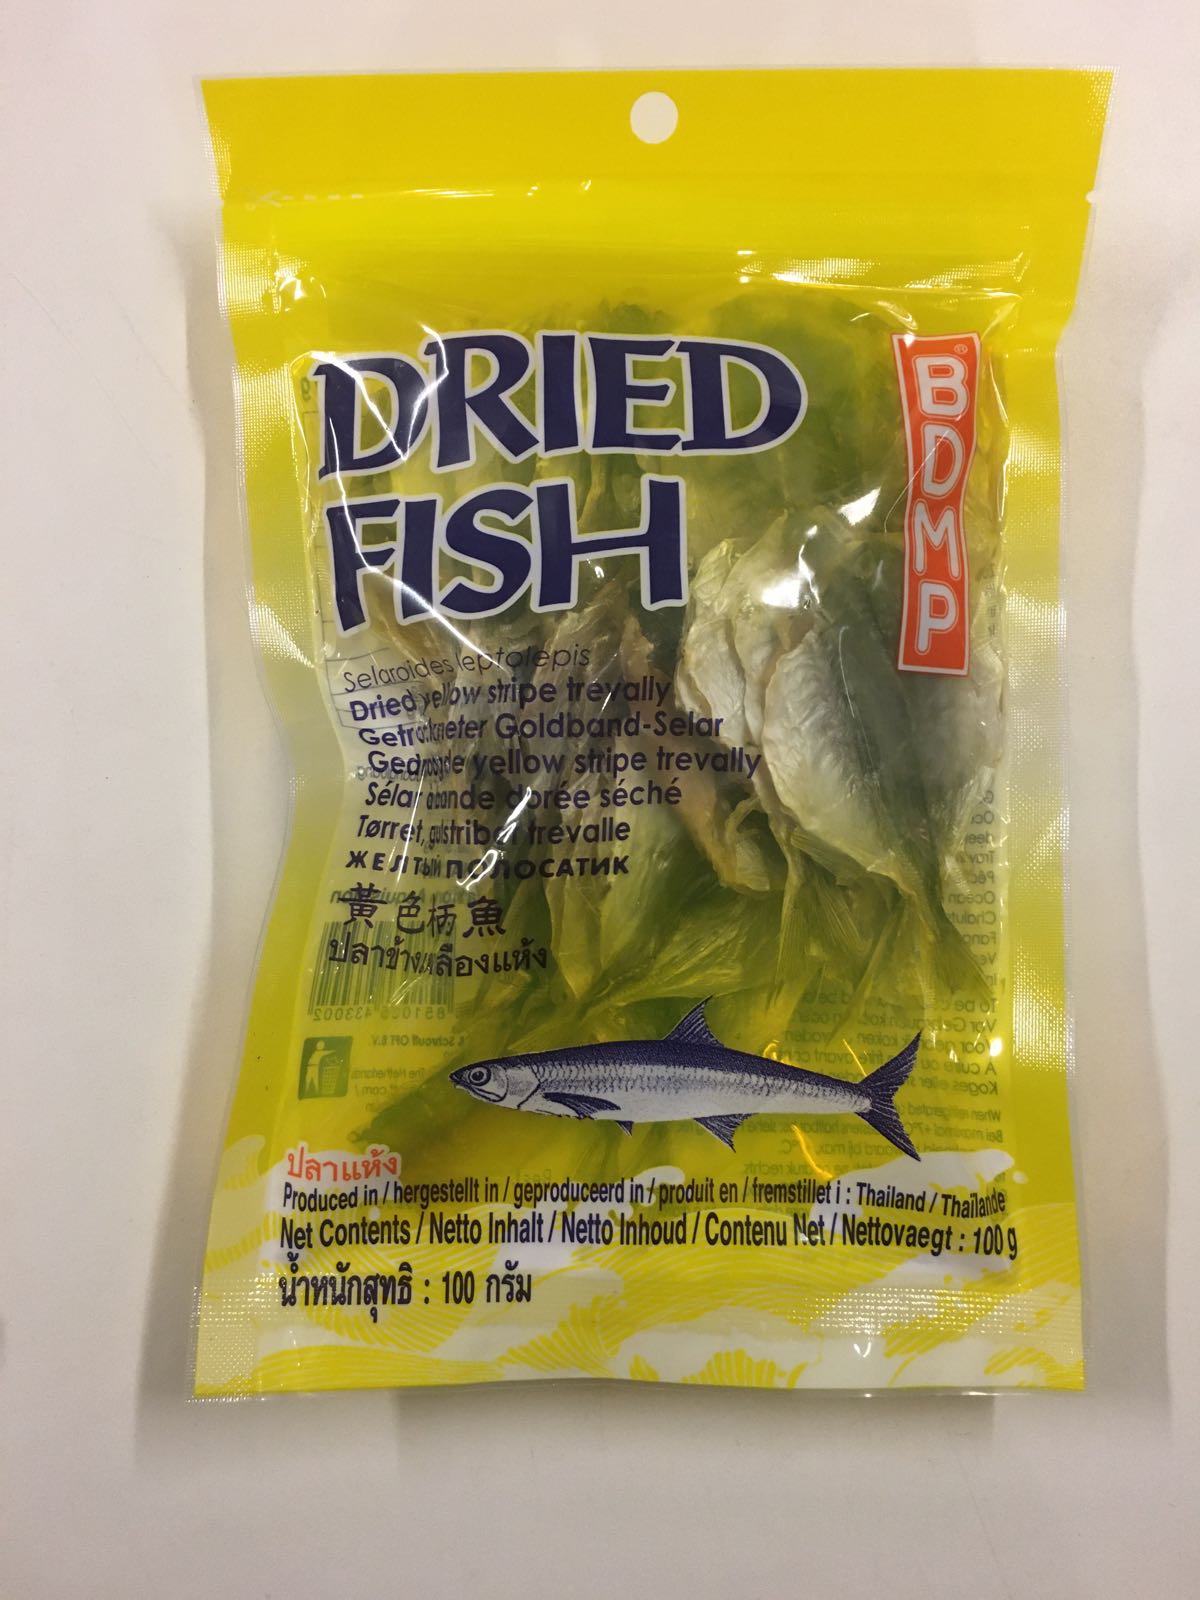 DRIED
FISH
BDMP®
Selaroides leptolepis
Dried yellow stripe trevally
Getrockneter Goldband-Selar
Gedroogde yellow stripe trevally
Sélar bande dorée séché
Tørret, gulstribet trevalle
ЖЕЛТЫЙ ПОЛОСАТИК
黃色柄魚
ปลาข้างเหลืองแห้ง
ปลาแห้ง
Produced in / hergestellt in / geproduceerd in / produit en / fremstillet i : Thailand / Thaïlande
Net Contents / Netto Inhalt / Netto Inhoud / Contenu Net / Nettovaegt : 100 g
น้ำหนักสุทธิ : 100 กรัม